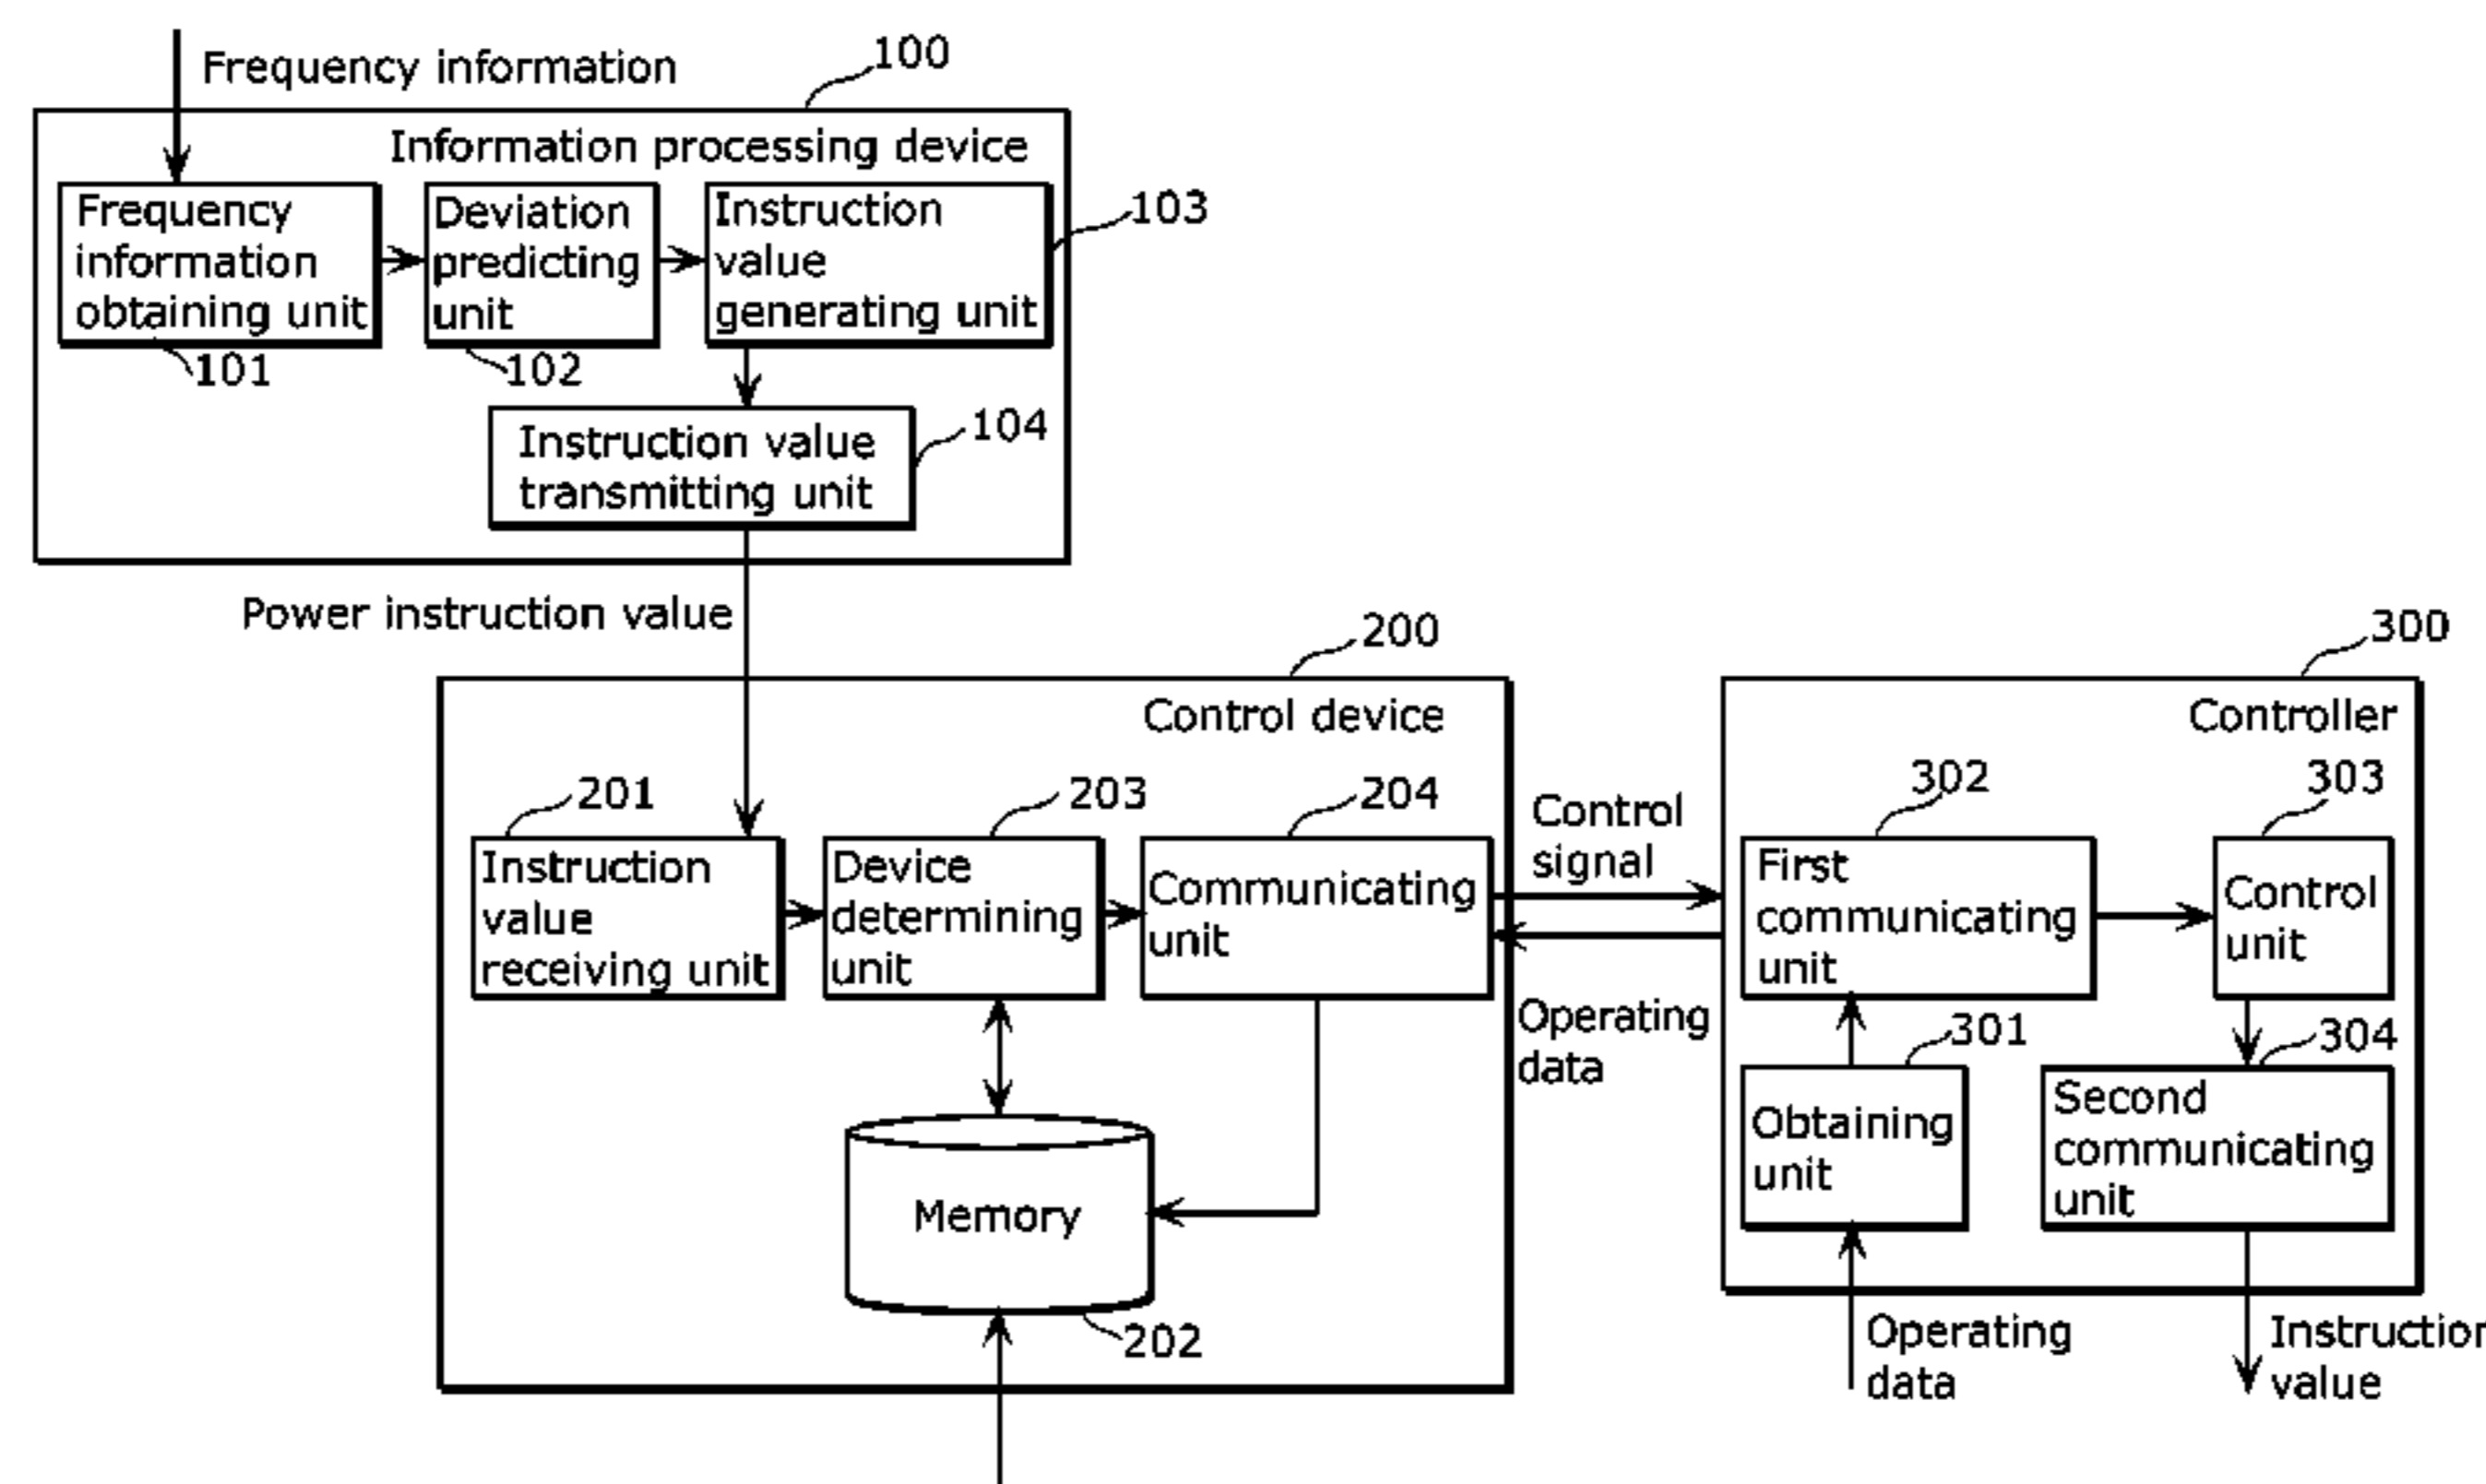 Frequency information
100
Information processing device
Frequency
information
obtaining unit
101
Deviation
predicting
unit
102
Instruction
value
generating unit
103
Instruction value
transmitting unit
104
Power instruction value
200
Control device
201
Instruction
value
receiving unit
203
Device
determining
unit
204
Communicating
unit
Memory
202
Control
signal
Operating
data
300
Controller
302
First
communicating
unit
303
Control
unit
301
Obtaining
unit
304
Second
communicating
unit
Operating
data
Instruction
value